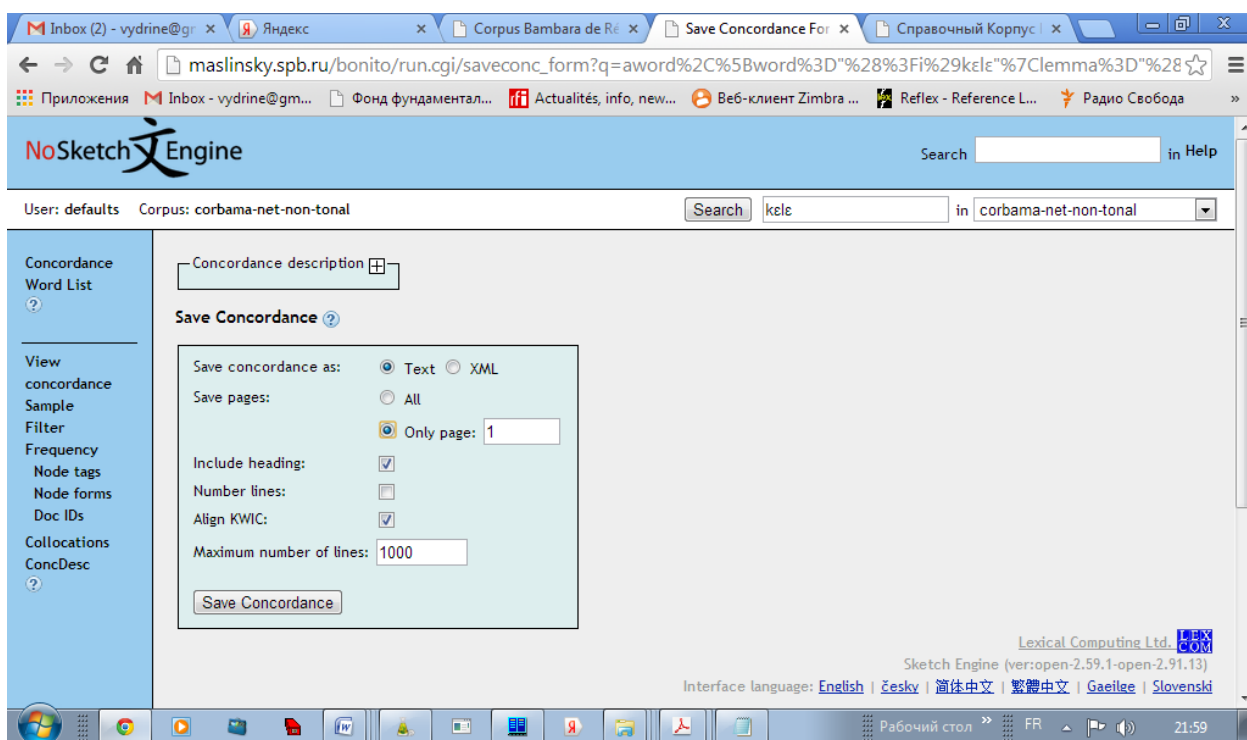 Inbox (2) - vydrine@gr
Яндекс
Corpus Bambara de Ré
Save Concordance For
Справочный Корпус
maslinsky.spb.ru/bonito/run.cgi/saveconc_form?q=aword%2C%5Bword%3D"%28%3Fi%29kɛlɛ"%7Clemma%3D"%28
Приложения
Inbox - vydrine@gm...
Фонд фундаментал...
Actualités, info, new...
Веб-клиент Zimbra ...
Reflex - Reference L...
Радио Свобода
»
NoSketch Engine
Search in Help
User: defaults Corpus: corbama-net-non-tonal Search kɛlɛ in corbama-net-non-tonal
Concordance
Word List
?
View
concordance
Sample
Filter
Frequency
Node tags
Node forms
Doc IDs
Collocations
ConcDesc
?
Concordance description +
Save Concordance ?
Save concordance as: Text XML
Save pages: All
Only page: 1
Include heading:
Number lines:
Align KWIC:
Maximum number of lines: 1000
Save Concordance
Lexical Computing Ltd. LEX COM
Sketch Engine (ver:open-2.59.1-open-2.91.13)
Interface language: English | česky | 简体中文 | 繁體中文 | Gaeilge | Slovenski
Рабочий стол » FR 21:59